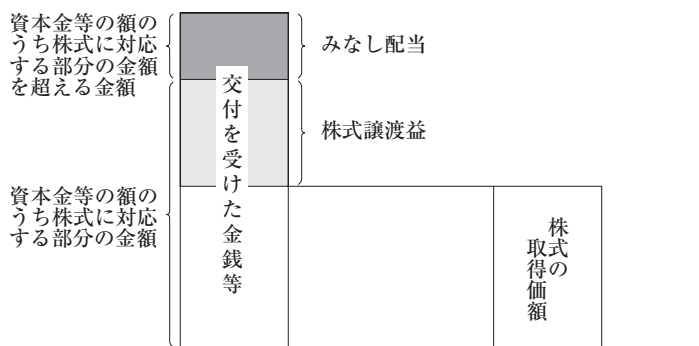 資本金等の額の
うち株式に対応
する部分の金額
を超える金額
みなし配当
株式譲渡益
交付を受けた金銭等
資本金等の額の
うち株式に対応
する部分の金額
株式の
取得価額